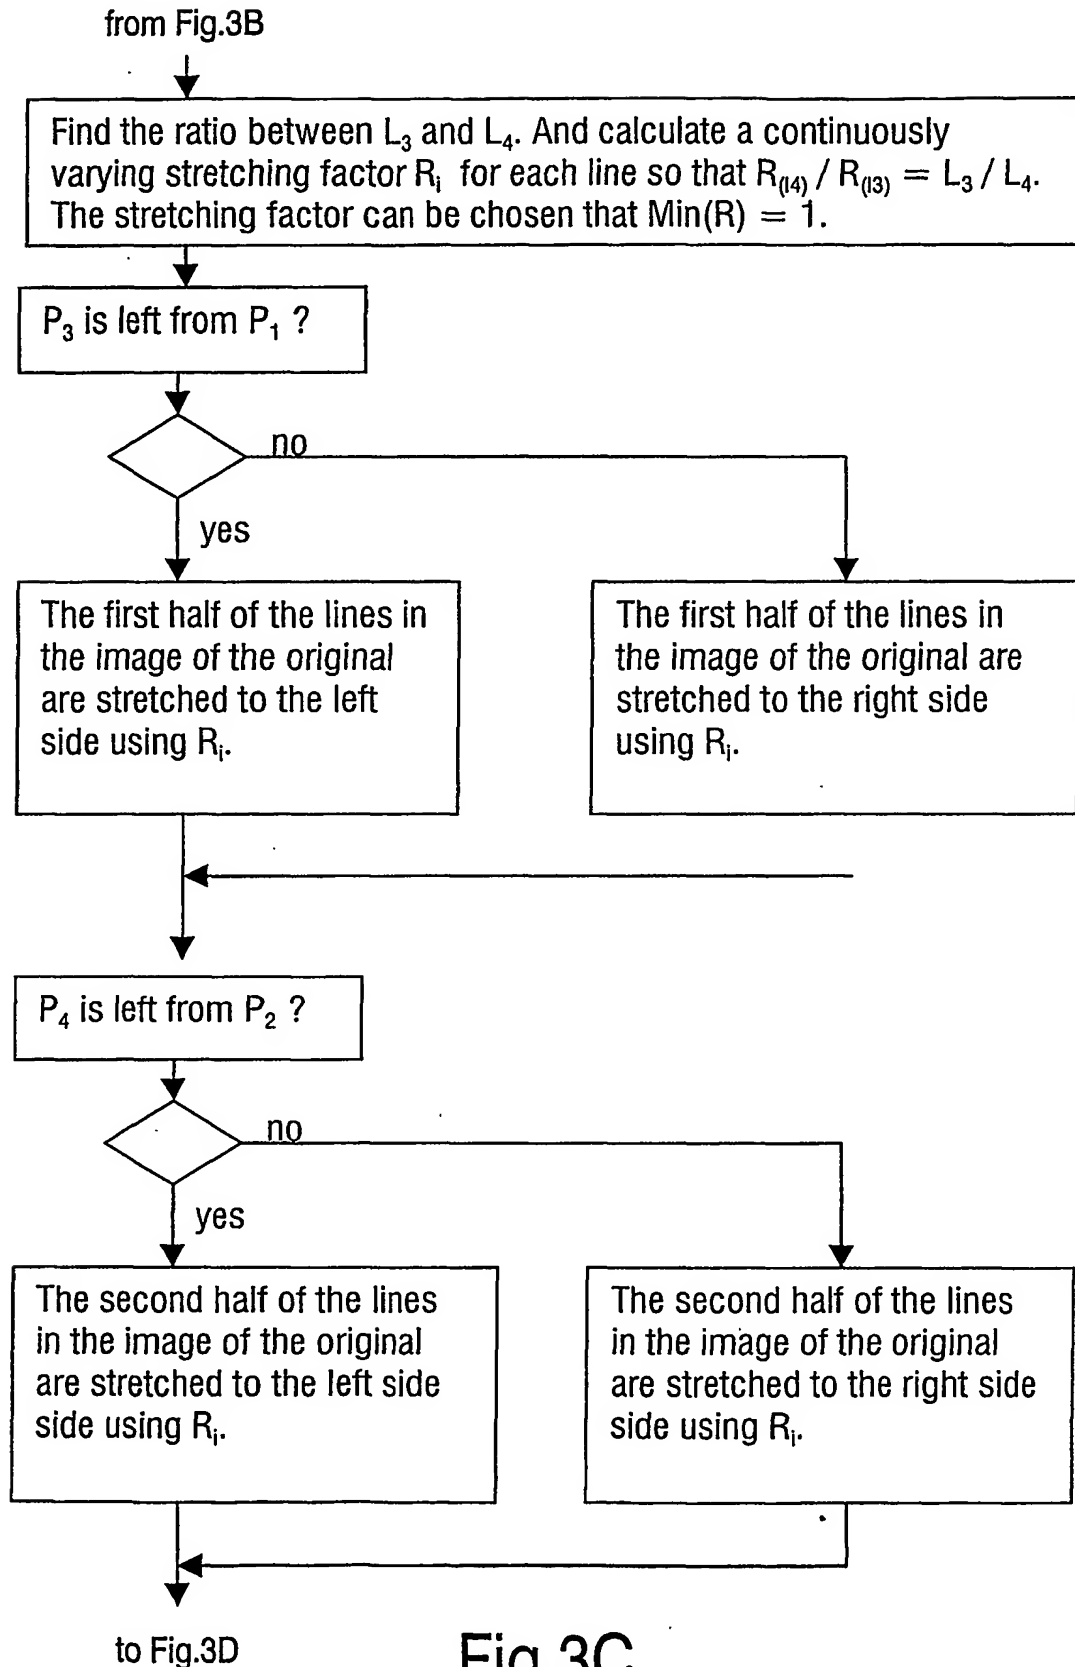 from Fig.3B
Find the ratio between L₃ and L₄. And calculate a continuously
varying stretching factor Rᵢ for each line so that R₍ₗ₄₎ / R₍ₗ₃₎ = L₃ / L₄.
The stretching factor can be chosen that Min(R) = 1.
P₃ is left from P₁ ?
no
yes
The first half of the lines in
the image of the original
are stretched to the left
side using Rᵢ.
The first half of the lines in
the image of the original are
stretched to the right side
using Rᵢ.
P₄ is left from P₂ ?
no
yes
The second half of the lines
in the image of the original
are stretched to the left side
side using Rᵢ.
The second half of the lines
in the image of the original
are stretched to the right side
side using Rᵢ.
to Fig.3D
Fig.3C